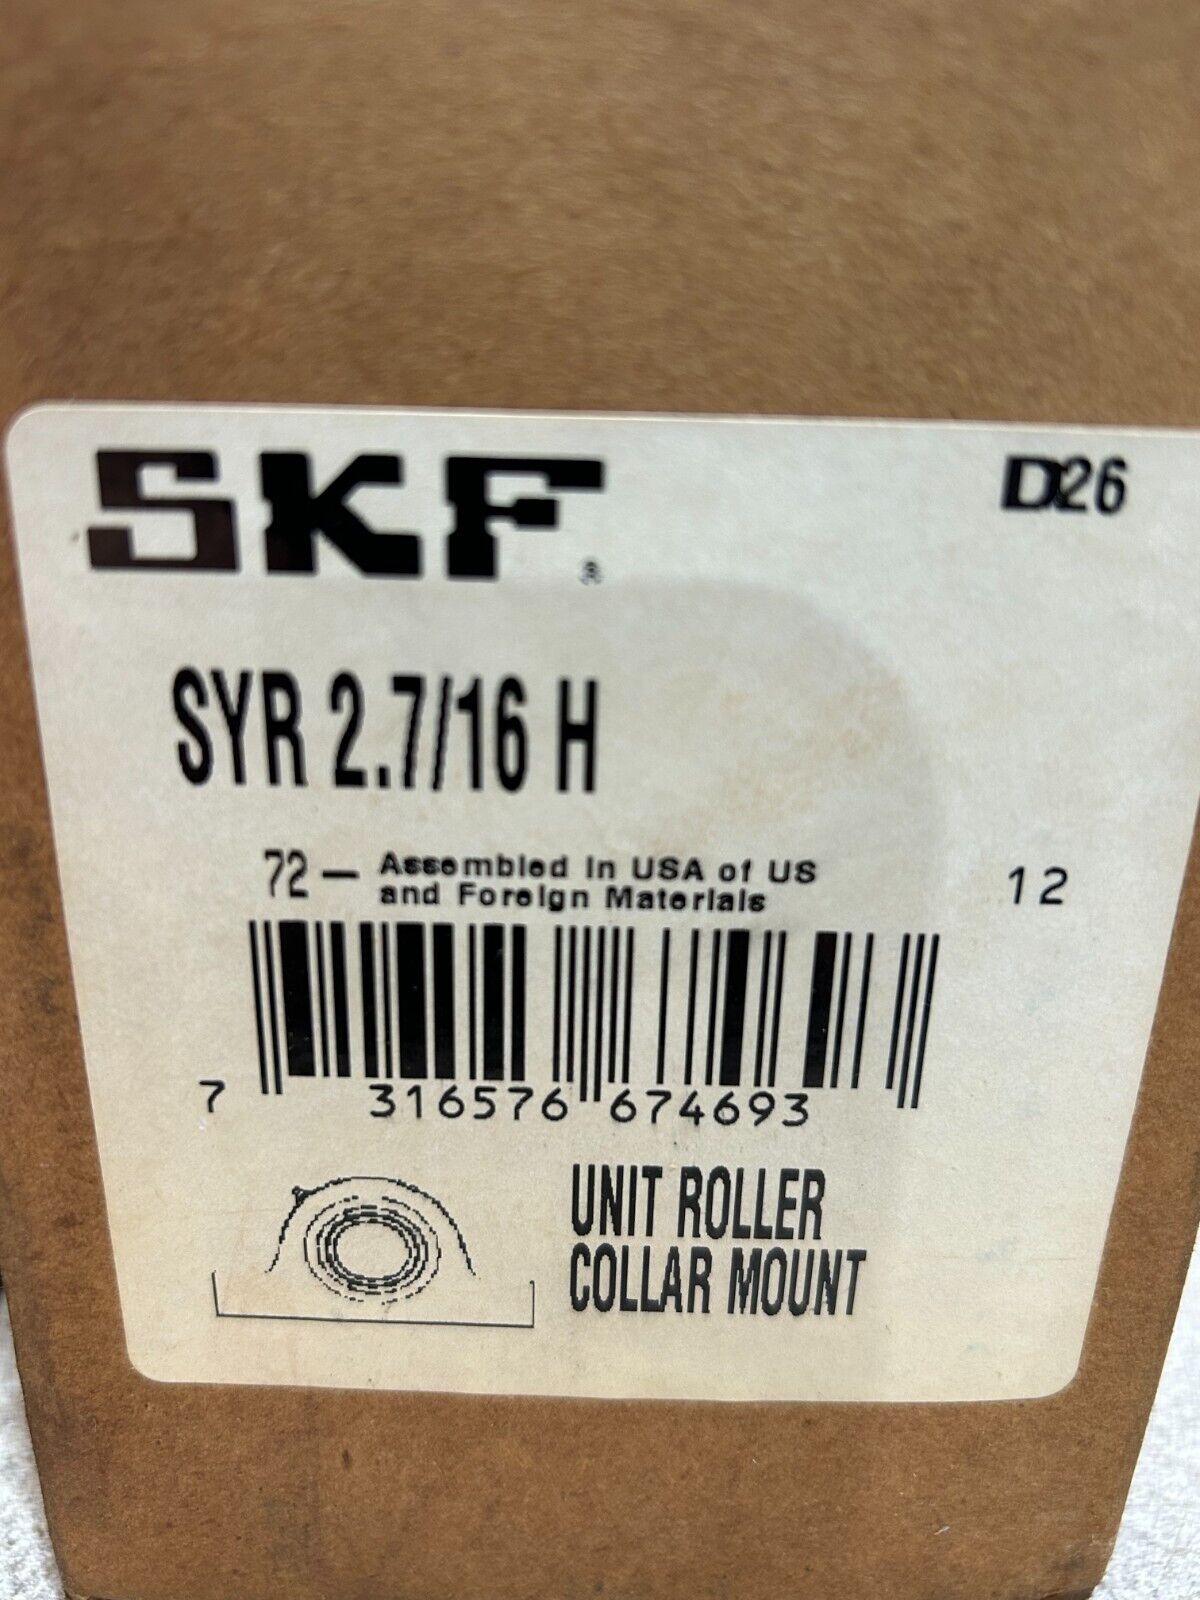 SKF®
D26
SYR 2.7/16 H
72 — Assembled in USA of US
and Foreign Materials
12
7 316576 674693
UNIT ROLLER
COLLAR MOUNT